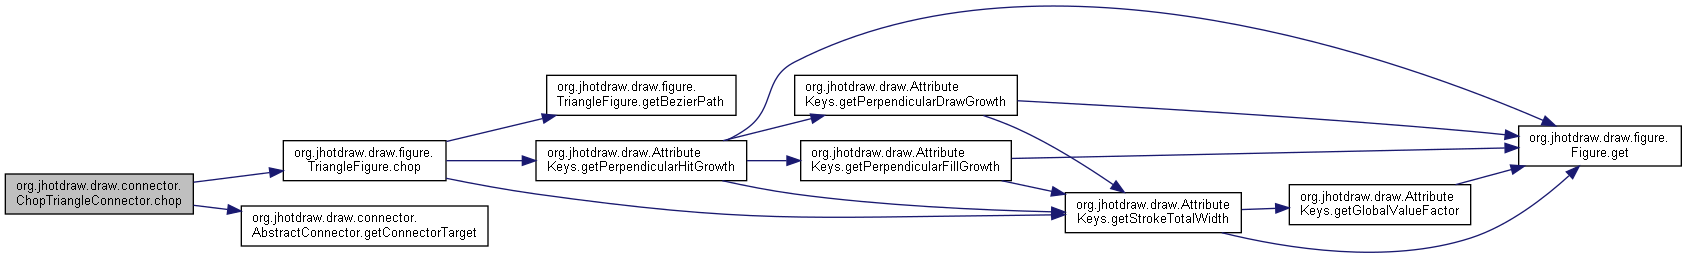 org.jhotdraw.draw.connector.
ChopTriangleConnector.chop
org.jhotdraw.draw.figure.
TriangleFigure.chop
org.jhotdraw.draw.connector.
AbstractConnector.getConnectorTarget
org.jhotdraw.draw.figure.
TriangleFigure.getBezierPath
org.jhotdraw.draw.Attribute
Keys.getPerpendicularHitGrowth
org.jhotdraw.draw.Attribute
Keys.getPerpendicularDrawGrowth
org.jhotdraw.draw.Attribute
Keys.getPerpendicularFillGrowth
org.jhotdraw.draw.Attribute
Keys.getStrokeTotalWidth
org.jhotdraw.draw.Attribute
Keys.getGlobalValueFactor
org.jhotdraw.draw.figure.
Figure.get